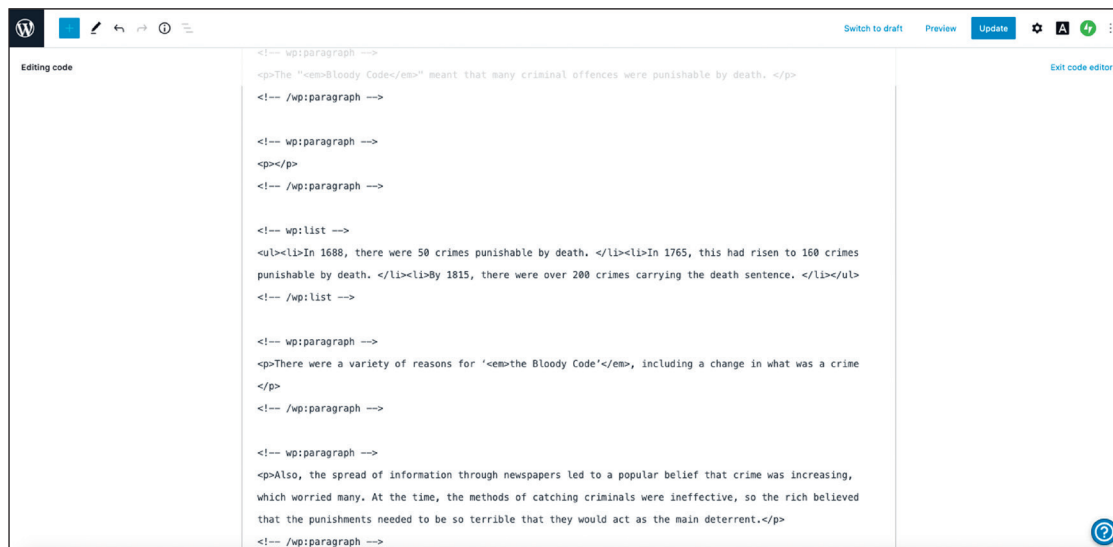 Switch to draft Preview Update
Editing code
Exit code editor
<!-- wp:paragraph -->
<p>The "<em>Bloody Code</em>" meant that many criminal offences were punishable by death. </p>
<!-- /wp:paragraph -->
<!-- wp:paragraph -->
<p></p>
<!-- /wp:paragraph -->
<!-- wp:list -->
<ul><li>In 1688, there were 50 crimes punishable by death. </li><li>In 1765, this had risen to 160 crimes
punishable by death. </li><li>By 1815, there were over 200 crimes carrying the death sentence. </li></ul>
<!-- /wp:list -->
<!-- wp:paragraph -->
<p>There were a variety of reasons for ‘<em>the Bloody Code’</em>, including a change in what was a crime
</p>
<!-- /wp:paragraph -->
<!-- wp:paragraph -->
<p>Also, the spread of information through newspapers led to a popular belief that crime was increasing,
which worried many. At the time, the methods of catching criminals were ineffective, so the rich believed
that the punishments needed to be so terrible that they would act as the main deterrent.</p>
<!-- /wp:paragraph -->